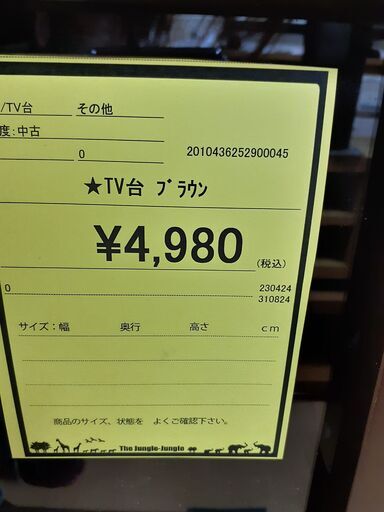 /TV台 その他
度:中古
0 2010436252900045
★TV台 ブラウン
¥4,980 (税込)
0 230424
310824
サイズ:幅 奥行 高さ cm
商品のサイズ、状態を よくご確認下さい。
The Jungle-Jungle